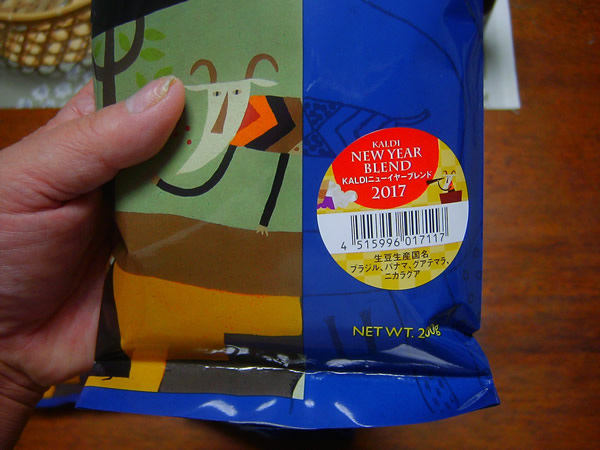 KALDI
NEW YEAR
BLEND
KALDIニューイヤーブレンド
2017
4 515996 017117
生豆生産国名
ブラジル、パナマ、グアテマラ、
ニカラグア
NET WT. 200g